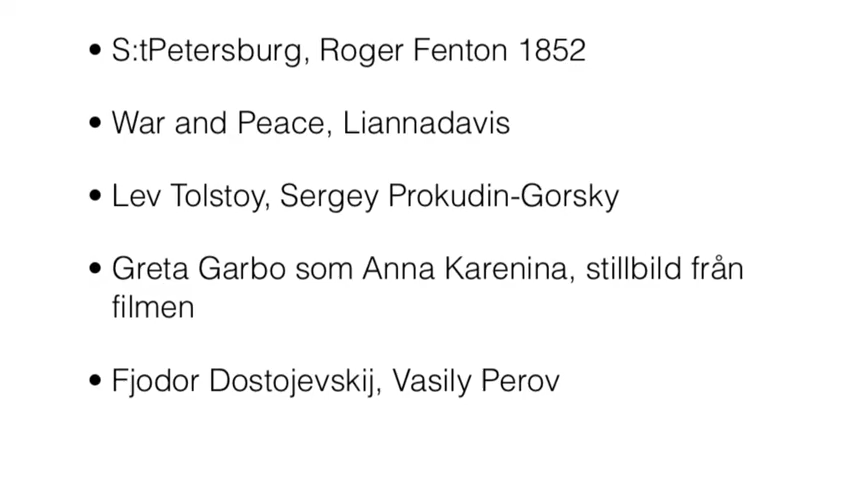 • S:tPetersburg, Roger Fenton 1852
• War and Peace, Liannadavis
• Lev Tolstoy, Sergey Prokudin-Gorsky
• Greta Garbo som Anna Karenina, stillbild från
filmen
• Fjodor Dostojevskij, Vasily Perov